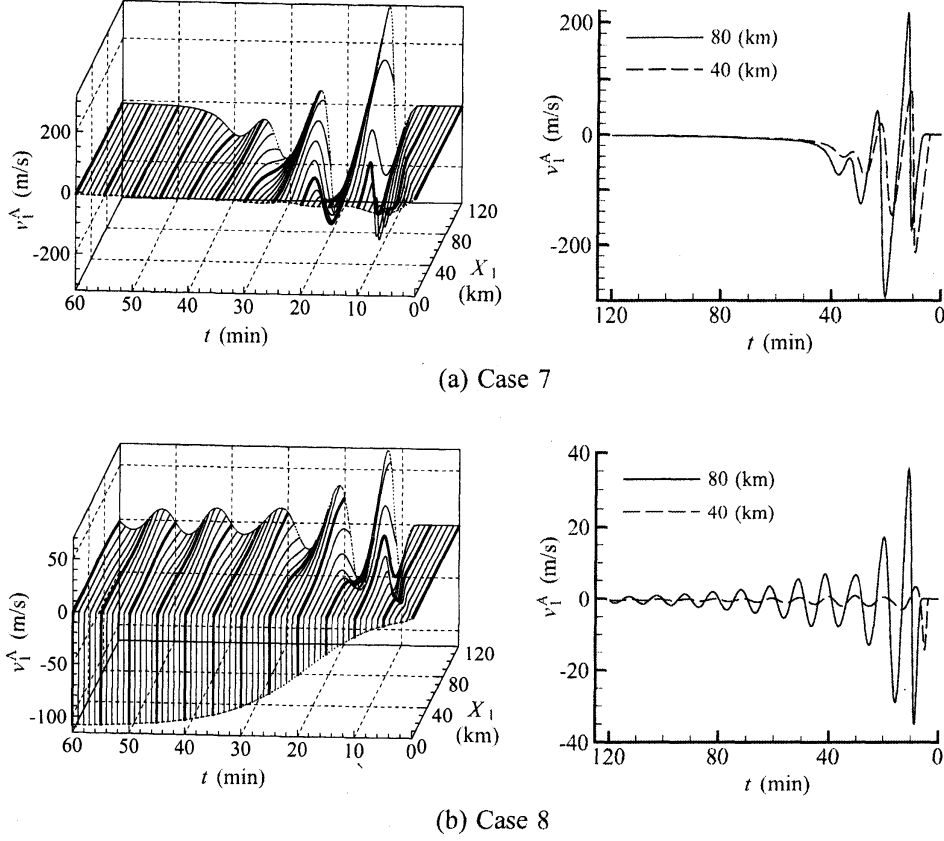 200
0
-200
v₁ᴬ (m/s)
60 50 40 30 20 10 0
t (min)
0 40 80 120
X₁
(km)
80 (km)
40 (km)
200
0
-200
v₁ᴬ (m/s)
120 80 40 0
t (min)
(a) Case 7
50
0
-50
-100
v₁ᴬ (m/s)
60 50 40 30 20 10 0
t (min)
0 40 80 120
X₁
(km)
80 (km)
40 (km)
40
20
0
-20
-40
v₁ᴬ (m/s)
120 80 40 0
t (min)
(b) Case 8